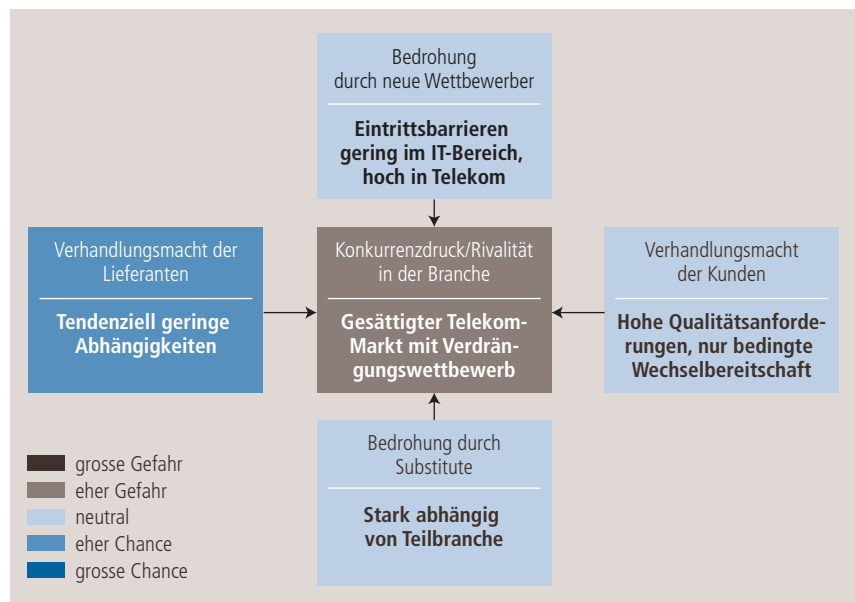 Bedrohung
durch neue Wettbewerber
Eintrittsbarrieren
gering im IT-Bereich,
hoch in Telekom
Verhandlungsmacht der
Lieferanten
Tendenziell geringe
Abhängigkeiten
Konkurrenzdruck/Rivalität
in der Branche
Gesättigter Telekom-
Markt mit Verdrän-
gungswettbewerb
Verhandlungsmacht
der Kunden
Hohe Qualitätsanforde-
rungen, nur bedingte
Wechselbereitschaft
Bedrohung durch
Substitute
Stark abhängig
von Teilbranche
grosse Gefahr
eher Gefahr
neutral
eher Chance
grosse Chance